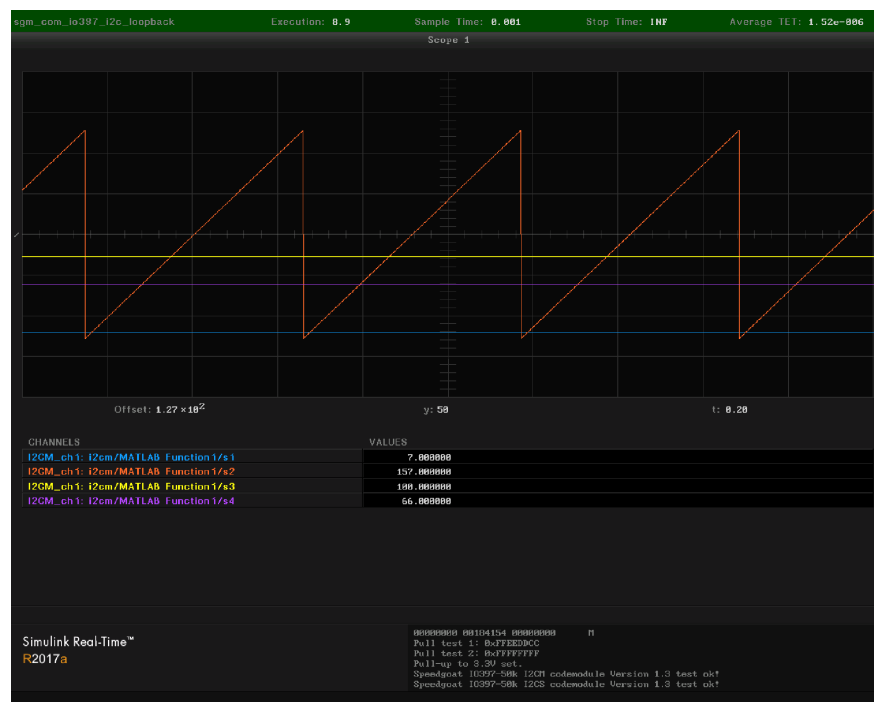 sgm_com_io397_i2c_loopback Execution: 8.9 Sample Time: 0.001 Stop Time: INF Average TET: 1.52e-006
Scope 1
Offset: 1.27 ×10² y: 50 t: 0.20
CHANNELS VALUES
I2CM_ch1: i2cm/MATLAB Function1/s1 7.000000
I2CM_ch1: i2cm/MATLAB Function1/s2 157.000000
I2CM_ch1: i2cm/MATLAB Function1/s3 100.000000
I2CM_ch1: i2cm/MATLAB Function1/s4 66.000000
Simulink Real-Time™
R2017a
00000000 00104154 00000000 M
Pull test 1: 0xFFEEDDCC
Pull test 2: 0xFFFFFFFF
Pull-up to 3.3V set.
Speedgoat IO397-50k I2CM codemodule Version 1.3 test ok!
Speedgoat IO397-50k I2CS codemodule Version 1.3 test ok!